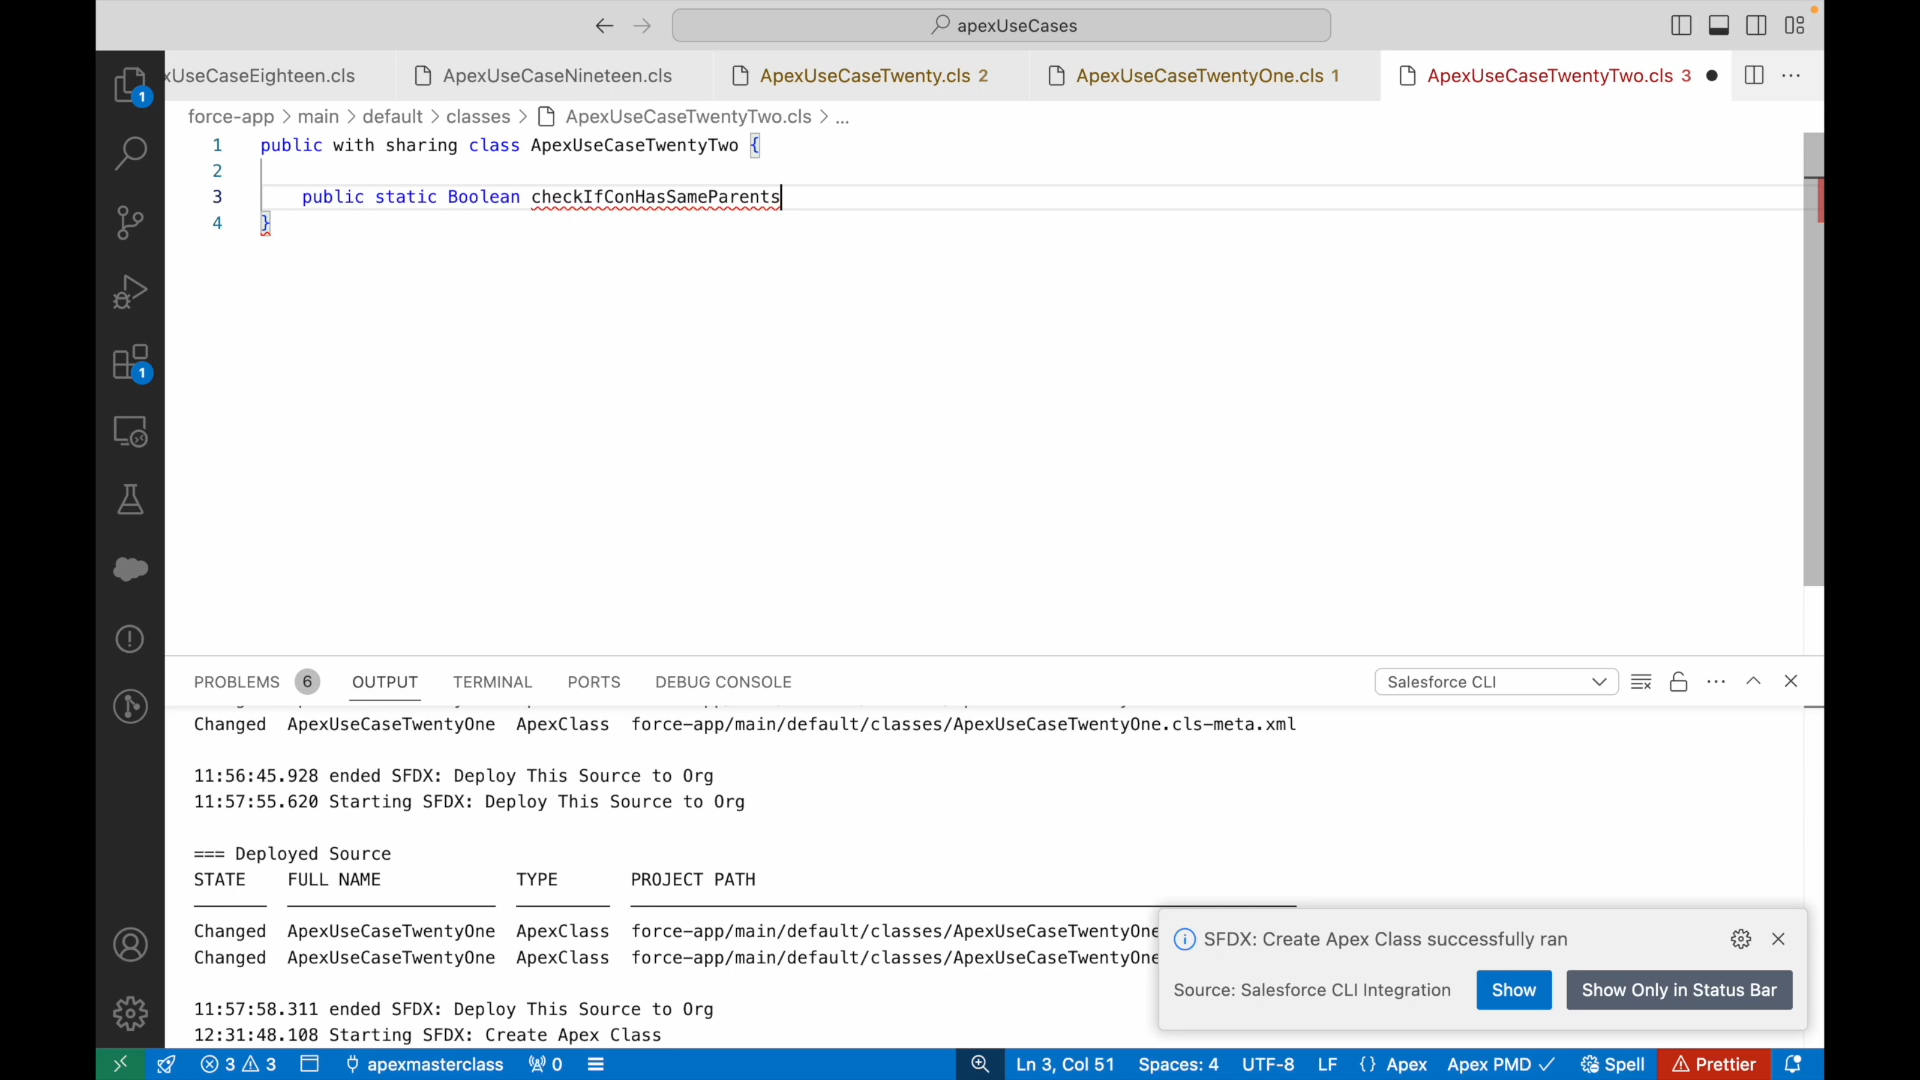 apexUseCases
xUseCaseEighteen.cls
ApexUseCaseNineteen.cls
ApexUseCaseTwenty.cls 2
ApexUseCaseTwentyOne.cls 1
ApexUseCaseTwentyTwo.cls 3
force-app > main > default > classes > ApexUseCaseTwentyTwo.cls > ...
1 public with sharing class ApexUseCaseTwentyTwo {
2
3 public static Boolean checkIfConHasSameParents
4 }
1
1
PROBLEMS 6 OUTPUT TERMINAL PORTS DEBUG CONSOLE
Salesforce CLI
Changed ApexUseCaseTwentyOne ApexClass force-app/main/default/classes/ApexUseCaseTwentyOne.cls-meta.xml
11:56:45.928 ended SFDX: Deploy This Source to Org
11:57:55.620 Starting SFDX: Deploy This Source to Org
=== Deployed Source
STATE FULL NAME TYPE PROJECT PATH
Changed ApexUseCaseTwentyOne ApexClass force-app/main/default/classes/ApexUseCaseTwentyOne
Changed ApexUseCaseTwentyOne ApexClass force-app/main/default/classes/ApexUseCaseTwentyOne
11:57:58.311 ended SFDX: Deploy This Source to Org
12:31:48.108 Starting SFDX: Create Apex Class
SFDX: Create Apex Class successfully ran
Source: Salesforce CLI Integration
Show
Show Only in Status Bar
3 3 apexmasterclass 0
Ln 3, Col 51 Spaces: 4 UTF-8 LF {} Apex Apex PMD ✓ Spell Prettier